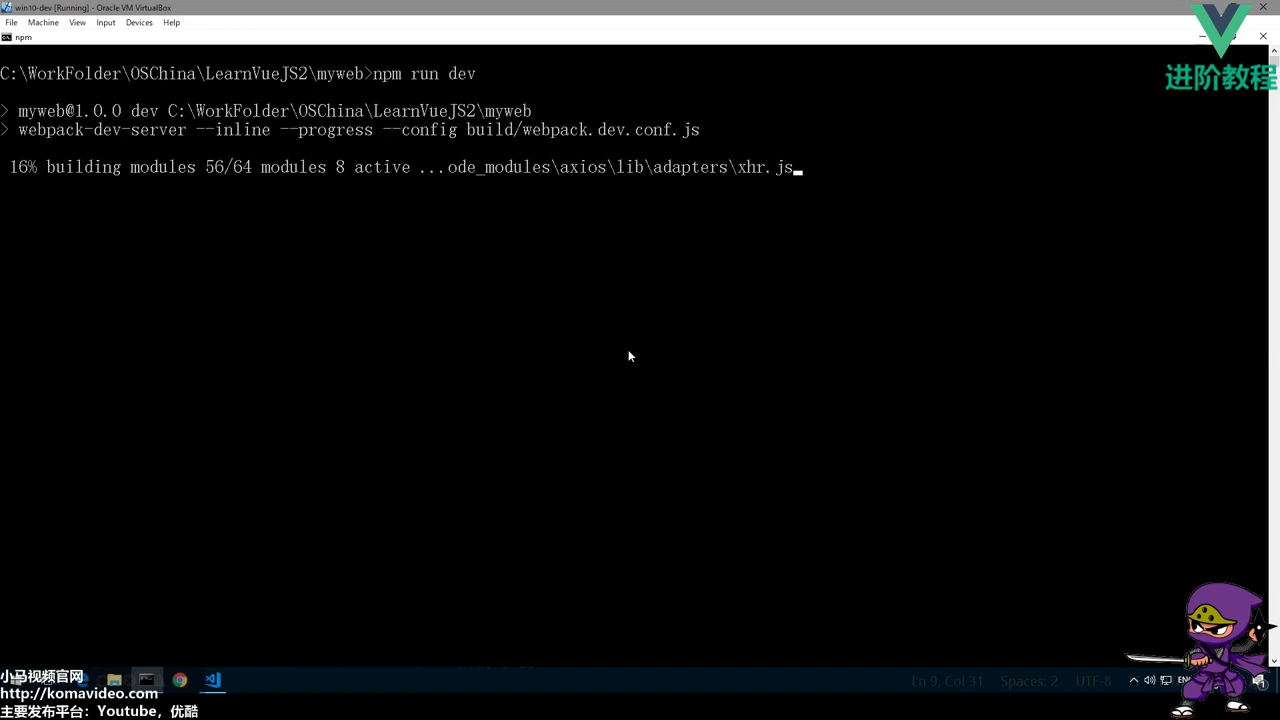 win10-dev [Running] - Oracle VM VirtualBox
File Machine View Input Devices Help
npm
进阶教程
C:\WorkFolder\OSChina\LearnVueJS2\myweb>npm run dev
> myweb@1.0.0 dev C:\WorkFolder\OSChina\LearnVueJS2\myweb
> webpack-dev-server --inline --progress --config build/webpack.dev.conf.js
16% building modules 56/64 modules 8 active ...ode_modules\axios\lib\adapters\xhr.js
小马视频官网
http://komavideo.com
主要发布平台：Youtube，优酷
Ln 9, Col 31 Spaces: 2 UTF-8